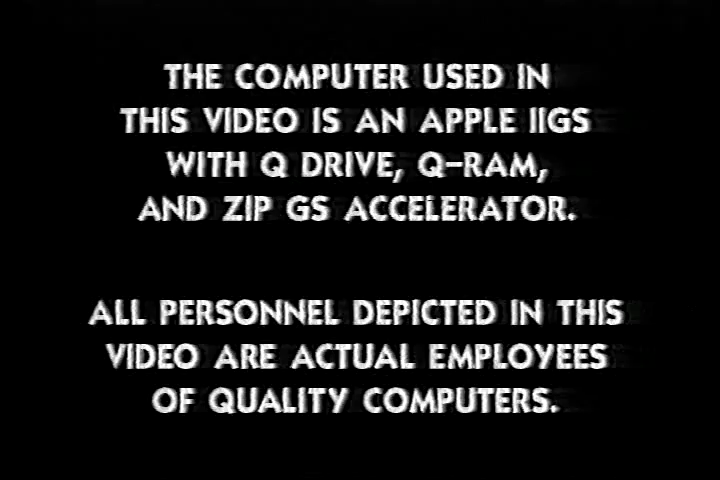 THE COMPUTER USED IN
THIS VIDEO IS AN APPLE IIGS
WITH Q DRIVE, Q-RAM,
AND ZIP GS ACCELERATOR.
ALL PERSONNEL DEPICTED IN THIS
VIDEO ARE ACTUAL EMPLOYEES
OF QUALITY COMPUTERS.